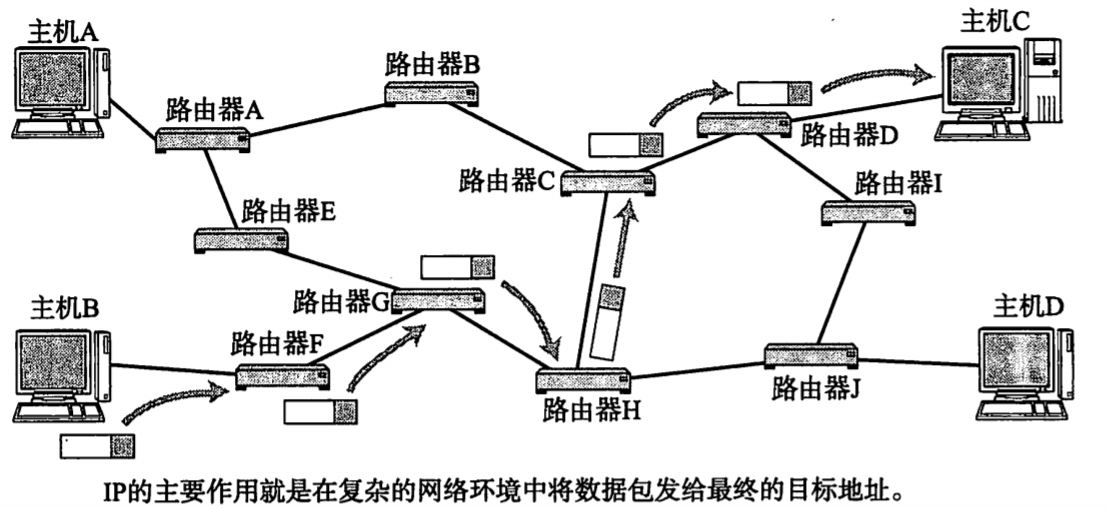 主机A
路由器B
主机C
路由器A
路由器D
路由器C
路由器I
路由器E
路由器G
主机B
主机D
路由器F
路由器J
路由器H
IP的主要作用就是在复杂的网络环境中将数据包发给最终的目标地址。